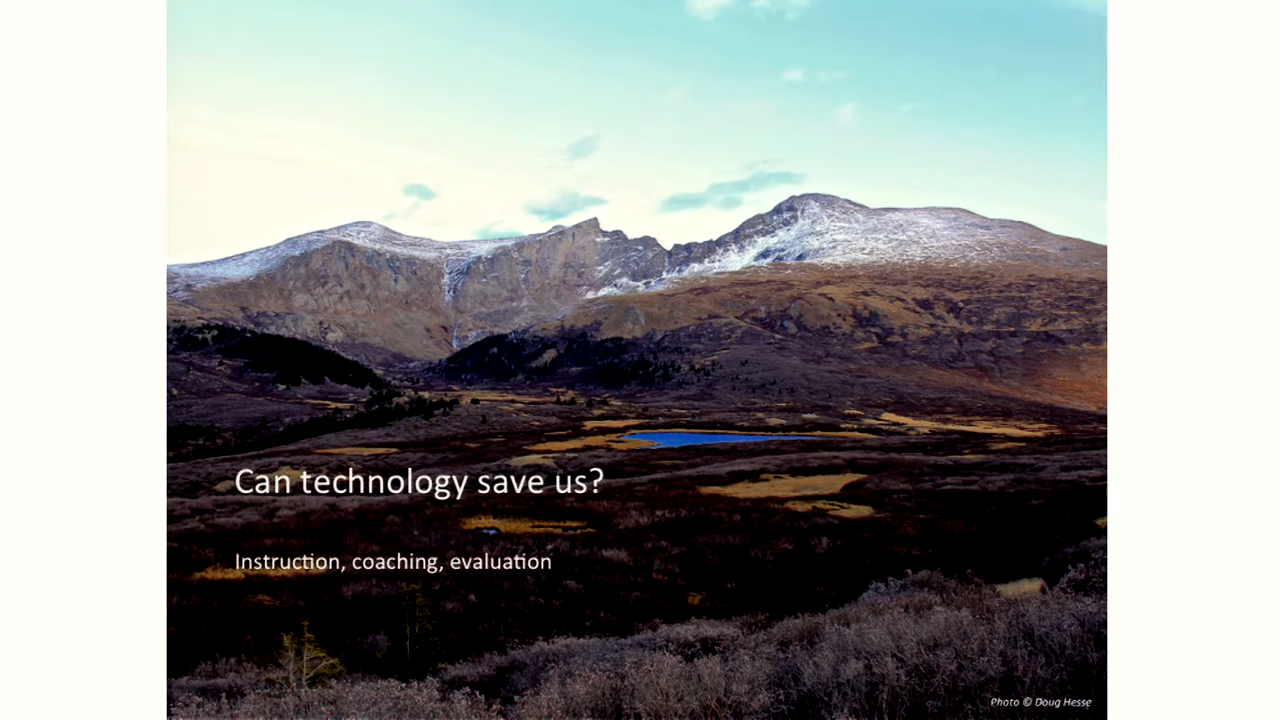 Can technology save us?
Instruction, coaching, evaluation
Photo © Doug Hesse